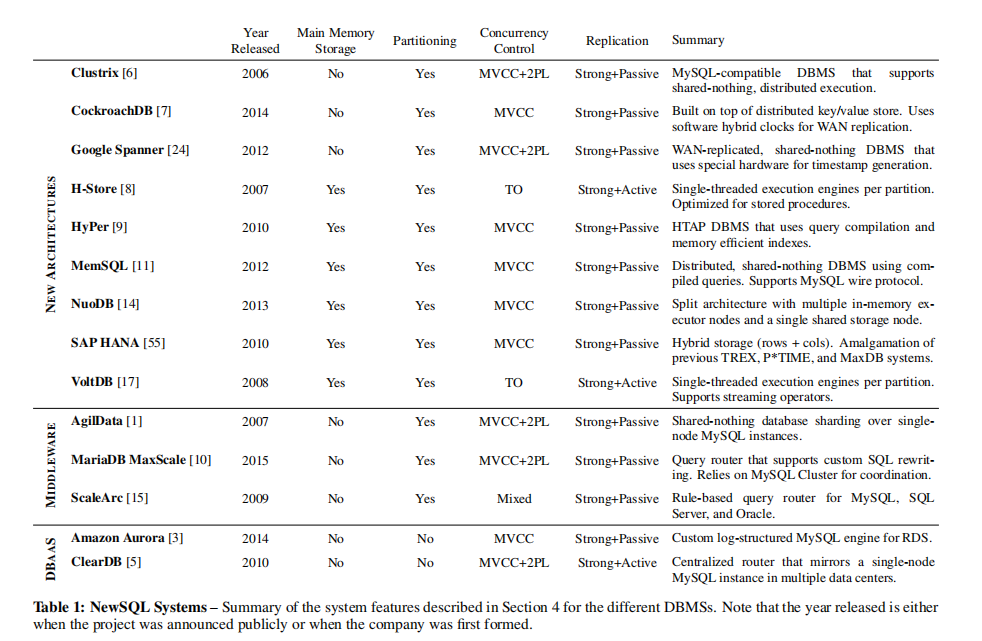 Year Main Memory Partitioning Concurrency Replication Summary
Released Storage Control
NEW ARCHITECTURES
Clustrix [6] 2006 No Yes MVCC+2PL Strong+Passive MySQL-compatible DBMS that supports
shared-nothing, distributed execution.
CockroachDB [7] 2014 No Yes MVCC Strong+Passive Built on top of distributed key/value store. Uses
software hybrid clocks for WAN replication.
Google Spanner [24] 2012 No Yes MVCC+2PL Strong+Passive WAN-replicated, shared-nothing DBMS that
uses special hardware for timestamp generation.
H-Store [8] 2007 Yes Yes TO Strong+Active Single-threaded execution engines per partition.
Optimized for stored procedures.
HyPer [9] 2010 Yes Yes MVCC Strong+Passive HTAP DBMS that uses query compilation and
memory efficient indexes.
MemSQL [11] 2012 Yes Yes MVCC Strong+Passive Distributed, shared-nothing DBMS using com-
piled queries. Supports MySQL wire protocol.
NuoDB [14] 2013 Yes Yes MVCC Strong+Passive Split architecture with multiple in-memory ex-
ecutor nodes and a single shared storage node.
SAP HANA [55] 2010 Yes Yes MVCC Strong+Passive Hybrid storage (rows + cols). Amalgamation of
previous TREX, P*TIME, and MaxDB systems.
VoltDB [17] 2008 Yes Yes TO Strong+Active Single-threaded execution engines per partition.
Supports streaming operators.
MIDDLEWARE
AgilData [1] 2007 No Yes MVCC+2PL Strong+Passive Shared-nothing database sharding over single-
node MySQL instances.
MariaDB MaxScale [10] 2015 No Yes MVCC+2PL Strong+Passive Query router that supports custom SQL rewrit-
ing. Relies on MySQL Cluster for coordination.
ScaleArc [15] 2009 No Yes Mixed Strong+Passive Rule-based query router for MySQL, SQL
Server, and Oracle.
DBAAS
Amazon Aurora [3] 2014 No No MVCC Strong+Passive Custom log-structured MySQL engine for RDS.
ClearDB [5] 2010 No No MVCC+2PL Strong+Active Centralized router that mirrors a single-node
MySQL instance in multiple data centers.
Table 1: NewSQL Systems – Summary of the system features described in Section 4 for the different DBMSs. Note that the year released is either
when the project was announced publicly or when the company was first formed.